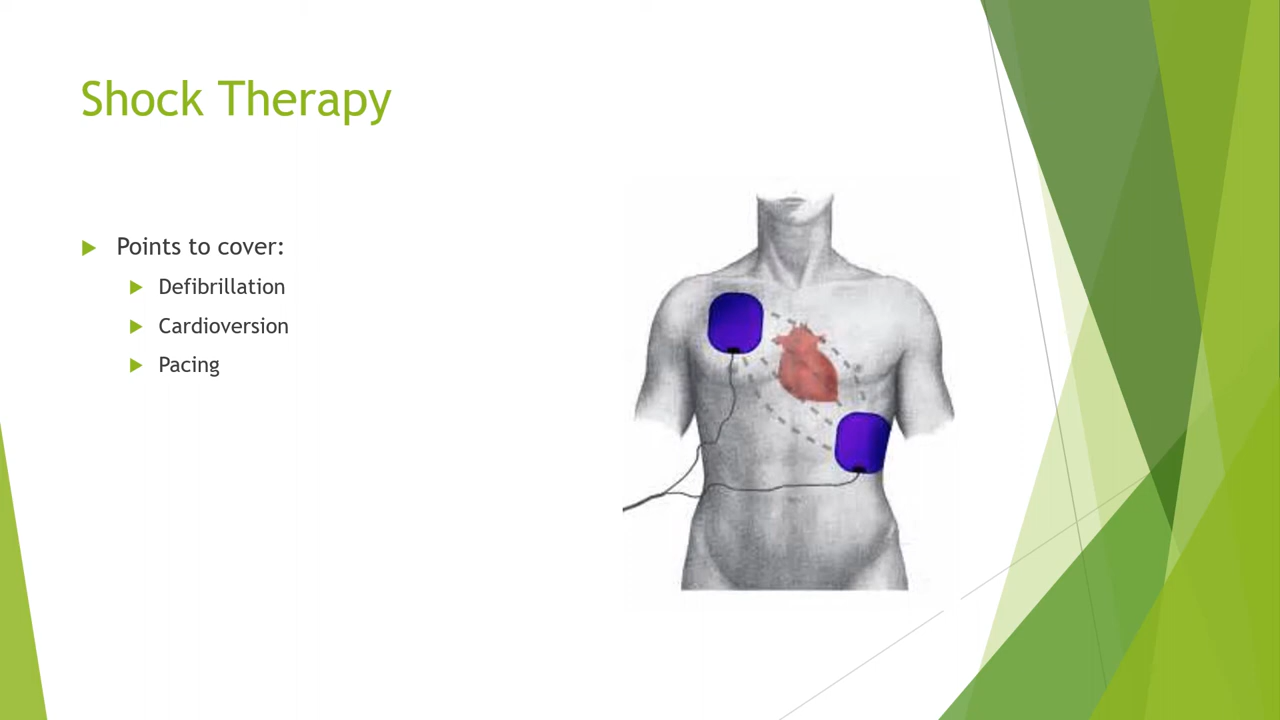 Shock Therapy
Points to cover:
Defibrillation
Cardioversion
Pacing